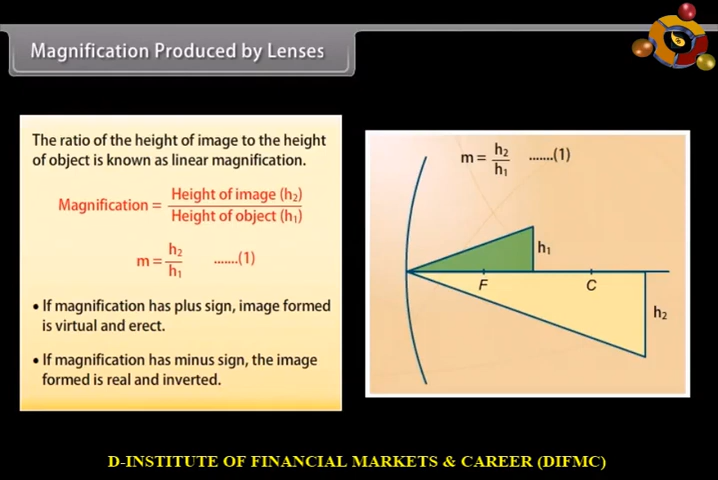 Magnification Produced by Lenses
The ratio of the height of image to the height
of object is known as linear magnification.
Magnification = Height of image (h₂) / Height of object (h₁)
m = h₂ / h₁ .......(1)
• If magnification has plus sign, image formed
is virtual and erect.
• If magnification has minus sign, the image
formed is real and inverted.
m = h₂ / h₁ .......(1)
h₁
F
C
h₂
D-INSTITUTE OF FINANCIAL MARKETS & CAREER (DIFMC)